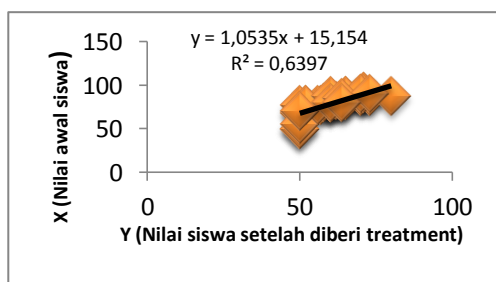 y = 1,0535x + 15,154
R² = 0,6397
150
100
50
0
0
50
100
X (Nilai awal siswa)
Y (Nilai siswa setelah diberi treatment)